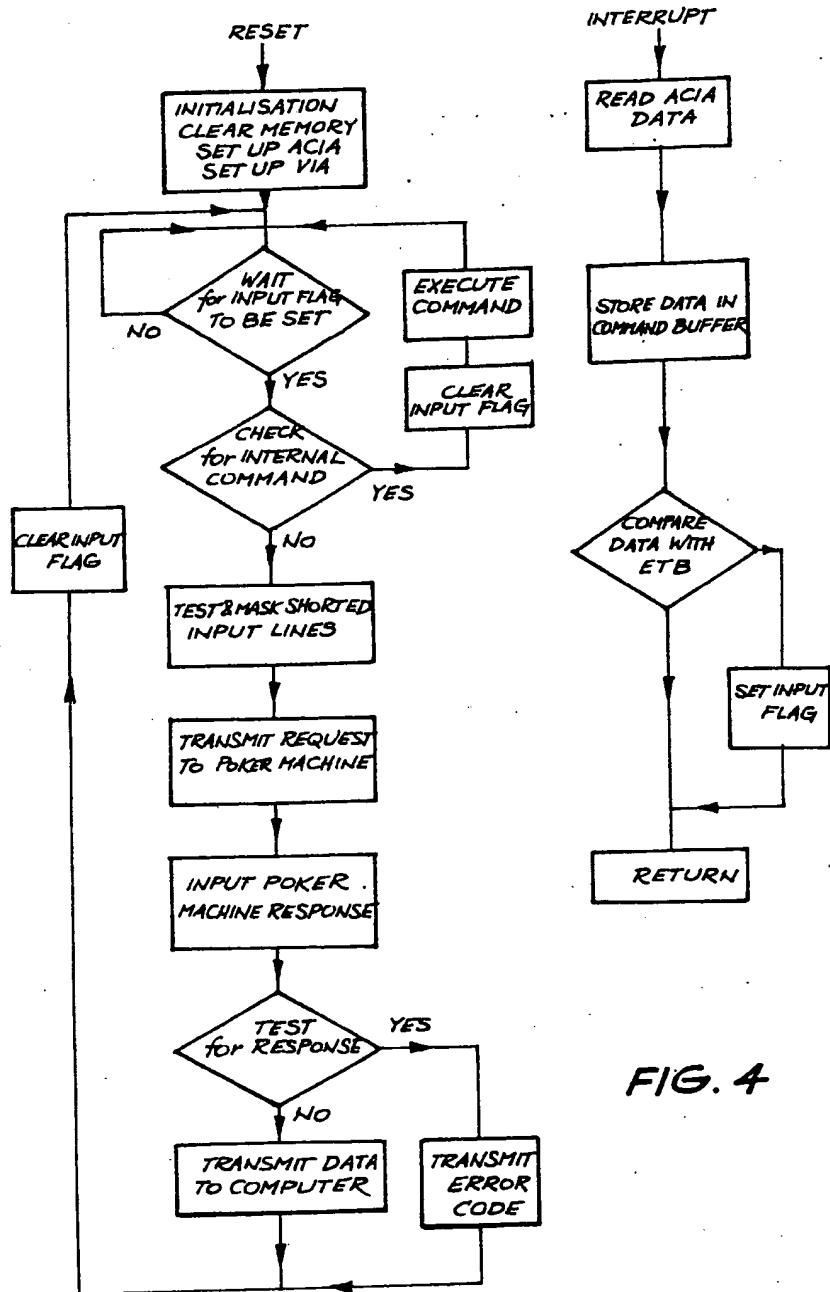 RESET
INITIALISATION
CLEAR MEMORY
SET UP ACIA
SET UP VIA
WAIT
for INPUT FLAG
TO BE SET
NO
YES
EXECUTE
COMMAND
CLEAR
INPUT FLAG
CHECK
for INTERNAL
COMMAND
YES
NO
CLEAR INPUT
FLAG
TEST & MASK SHORTED
INPUT LINES
TRANSMIT REQUEST
TO POKER MACHINE
INPUT POKER
MACHINE RESPONSE
TEST
for RESPONSE
YES
NO
TRANSMIT DATA
TO COMPUTER
TRANSMIT
ERROR
CODE
INTERRUPT
READ ACIA
DATA
STORE DATA IN
COMMAND BUFFER
COMPARE
DATA WITH
ETB
SET INPUT
FLAG
RETURN
FIG. 4